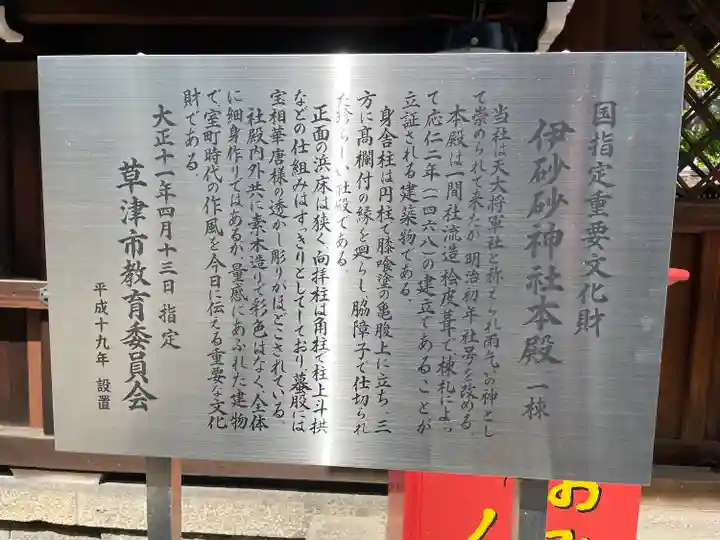 国指定重要文化財
伊砂砂神社本殿 一棟
当社は天大将軍社と称えられ雨乞いの神とし
て崇められて来たが明治初年社号を改める。
本殿は一間社流造桧皮葺で棟札によっ
て応仁二年(一四六八)の建立であることが
立証される建築物である。
身舎柱は円柱で膝喰塗の亀腹上に立ち、三
方に高欄付の縁を廻らし脇障子で仕切られ
た珍らしい社殿である
正面の浜床は狭く、向拝柱は角柱で柱上斗拱
などの仕組みはすっきりとしてしており蟇股には
宝相華唐様の透かし彫りがほどこされている。
社殿内外共に素木造りで彩色はなく、全体
に細身作りではあるが量感にあふれた建物
で、室町時代の作風を今日に伝える重要な文化
財である
大正十一年四月十三日 指定
草津市教育委員会
平成十九年 設置
おみ
く